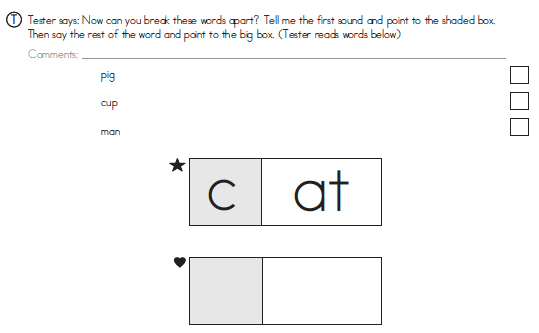 T Tester says: Now can you break these words apart? Tell me the first sound and point to the shaded box.
Then say the rest of the word and point to the big box. (Tester reads words below)
Comments:
pig
cup
man
c at